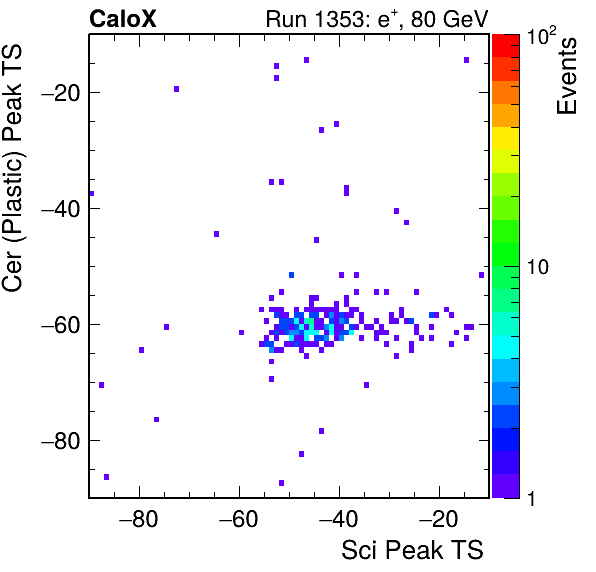 CaloX Run 1353: e⁺, 80 GeV
Cer (Plastic) Peak TS
−20
−40
−60
−80
−80 −60 −40 −20
Sci Peak TS
10²
10
1
Events